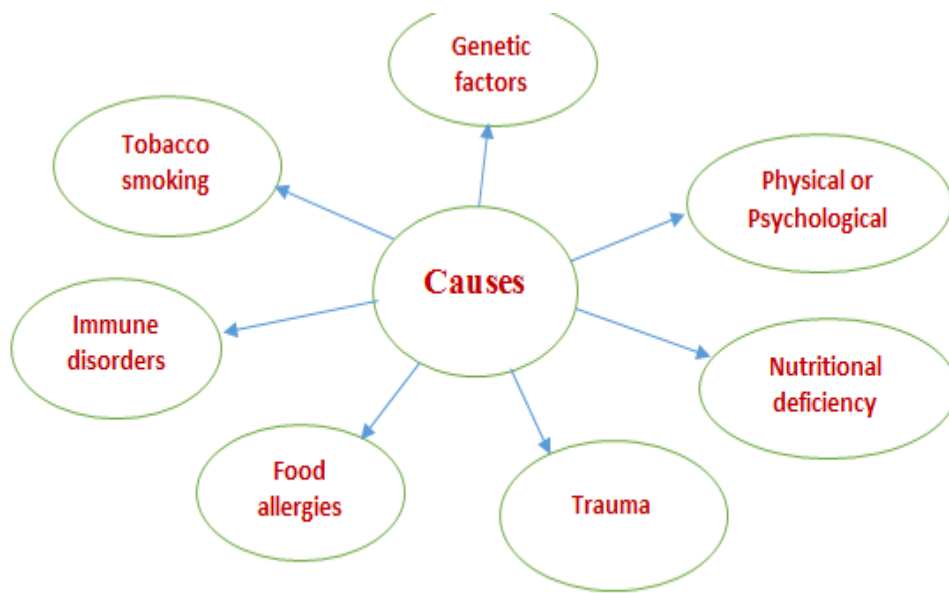 Genetic
factors
Tobacco
smoking
Physical or
Psychological
Causes
Immune
disorders
Nutritional
deficiency
Food
allergies
Trauma